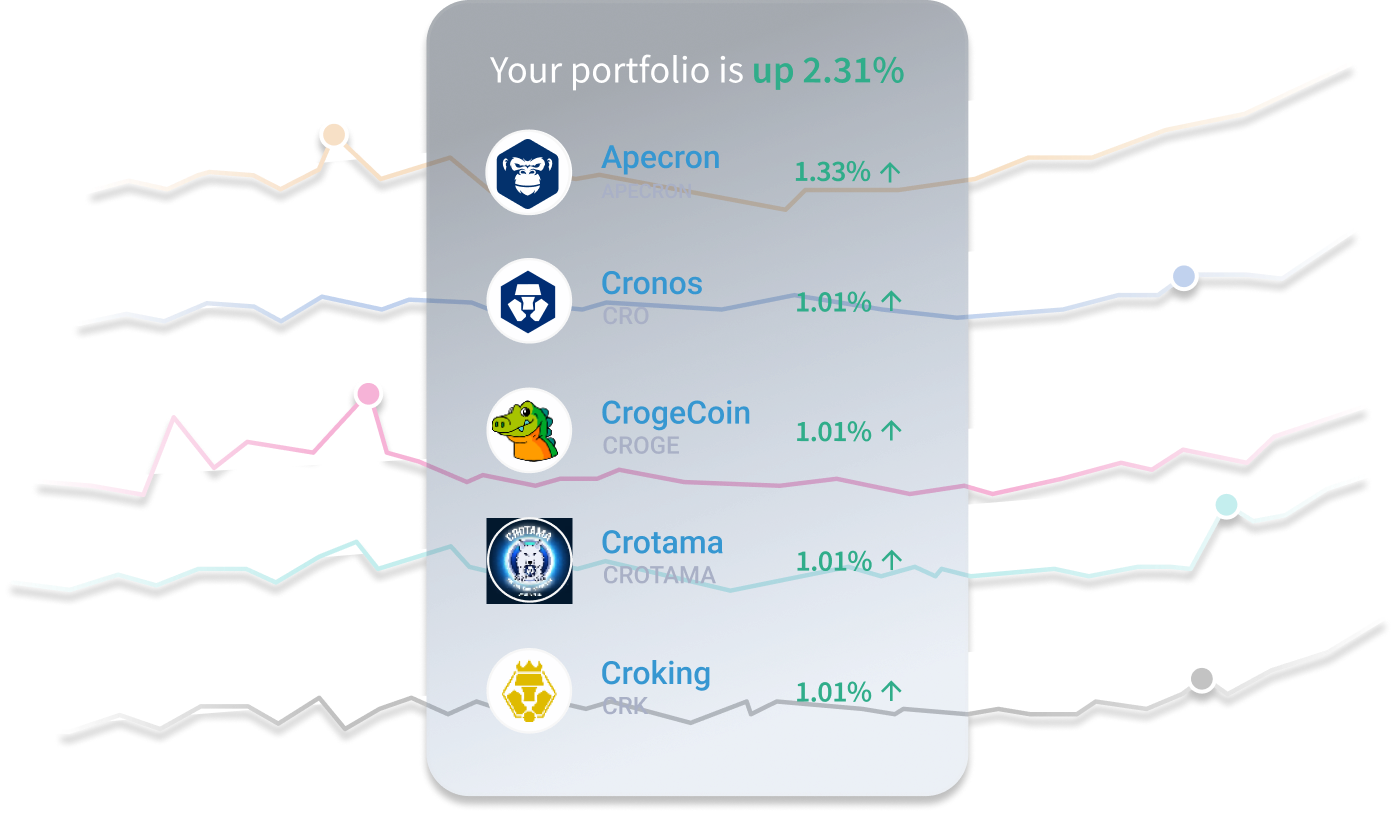 Your portfolio is up 2.31%
Apecron
APECRON
1.33% ↑
Cronos
CRO
1.01% ↑
CrogeCoin
CROGE
1.01% ↑
CROTAMA
Crotama
CROTAMA
1.01% ↑
Croking
CRK
1.01% ↑